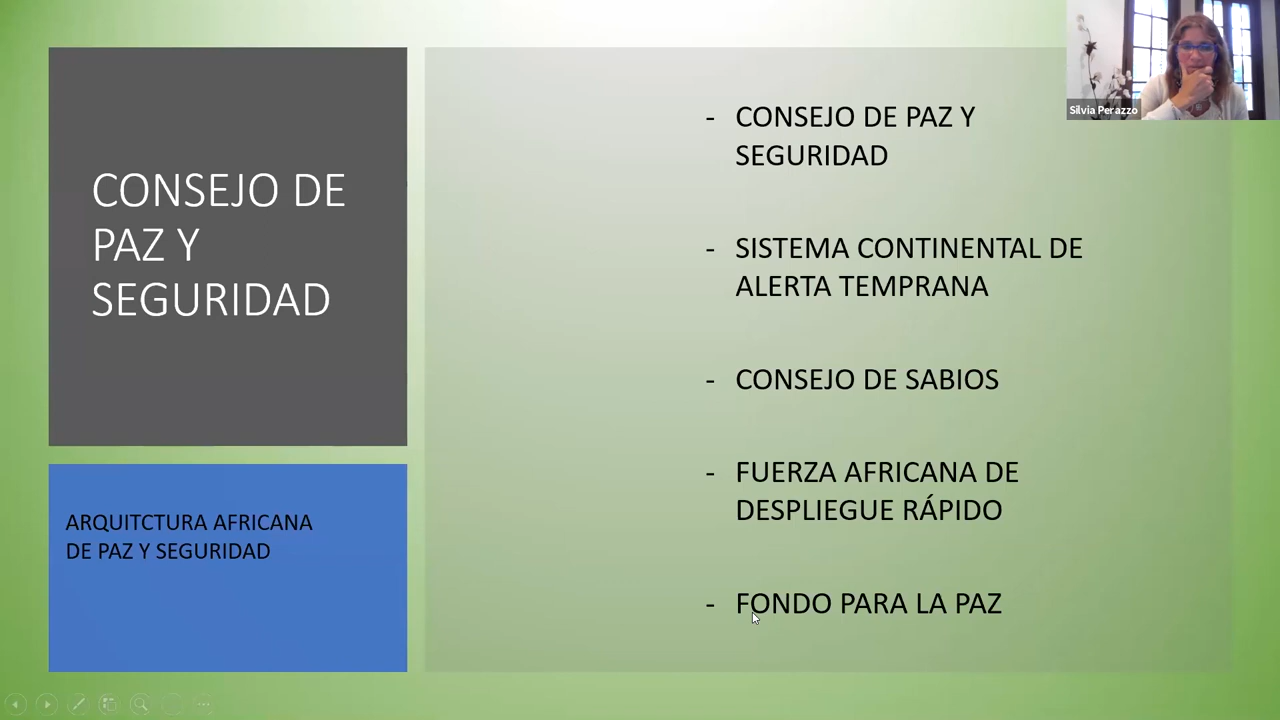 CONSEJO DE
PAZ Y
SEGURIDAD
ARQUITCTURA AFRICANA
DE PAZ Y SEGURIDAD
- CONSEJO DE PAZ Y
SEGURIDAD
- SISTEMA CONTINENTAL DE
ALERTA TEMPRANA
- CONSEJO DE SABIOS
- FUERZA AFRICANA DE
DESPLIEGUE RÁPIDO
- FONDO PARA LA PAZ
Silvia Perazzo